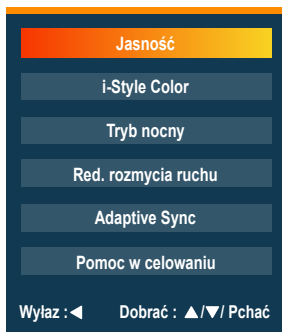 Jasność
i-Style Color
Tryb nocny
Red. rozmycia ruchu
Adaptive Sync
Pomoc w celowaniu
Wyłaz :◀ Dobrać : ▲/▼/ Pchać